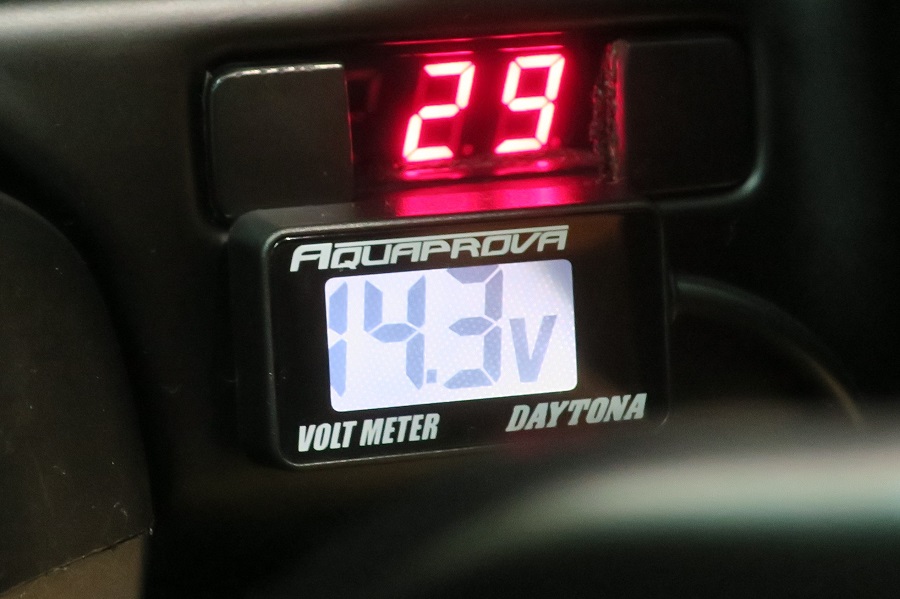 29
AQUAPROVA
14.3V
VOLT METER DAYTONA